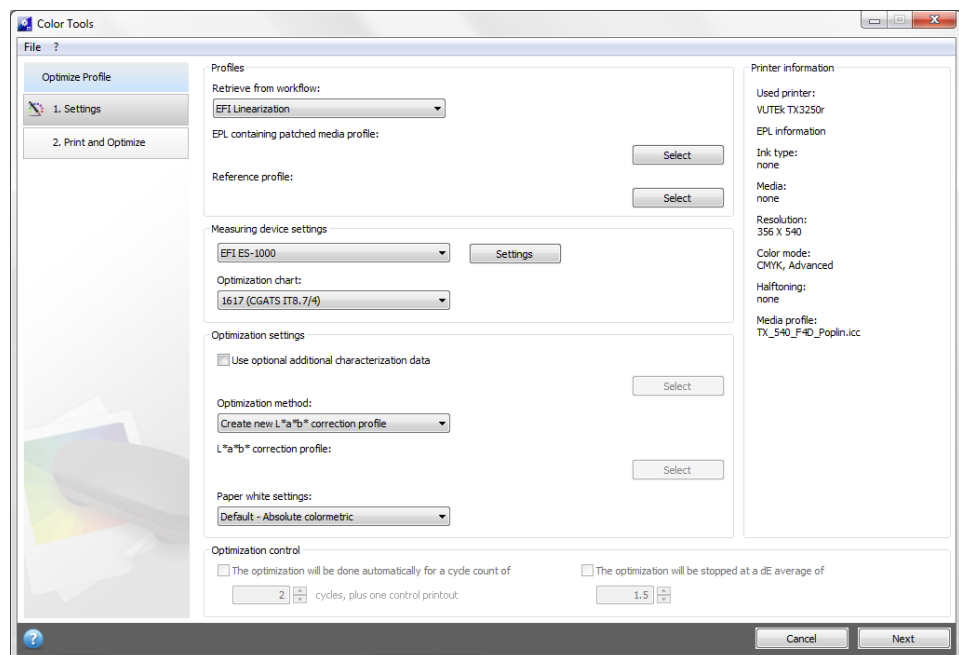 Color Tools
File ?
Optimize Profile
1. Settings
2. Print and Optimize
Profiles
Retrieve from workflow:
EFI Linearization
EPL containing patched media profile:
Select
Reference profile:
Select
Measuring device settings
EFI ES-1000
Settings
Optimization chart:
1617 (CGATS IT8.7/4)
Optimization settings
Use optional additional characterization data
Select
Optimization method:
Create new L*a*b* correction profile
L*a*b* correction profile:
Select
Paper white settings:
Default - Absolute colormetric
Optimization control
The optimization will be done automatically for a cycle count of
2 cycles, plus one control printout
The optimization will be stopped at a dE average of
1.5
Printer information
Used printer:
VUTEk TX3250r
EPL information
Ink type:
none
Media:
none
Resolution:
356 X 540
Color mode:
CMYK, Advanced
Halftoning:
none
Media profile:
TX_540_F4D_Poplin.icc
?
Cancel
Next